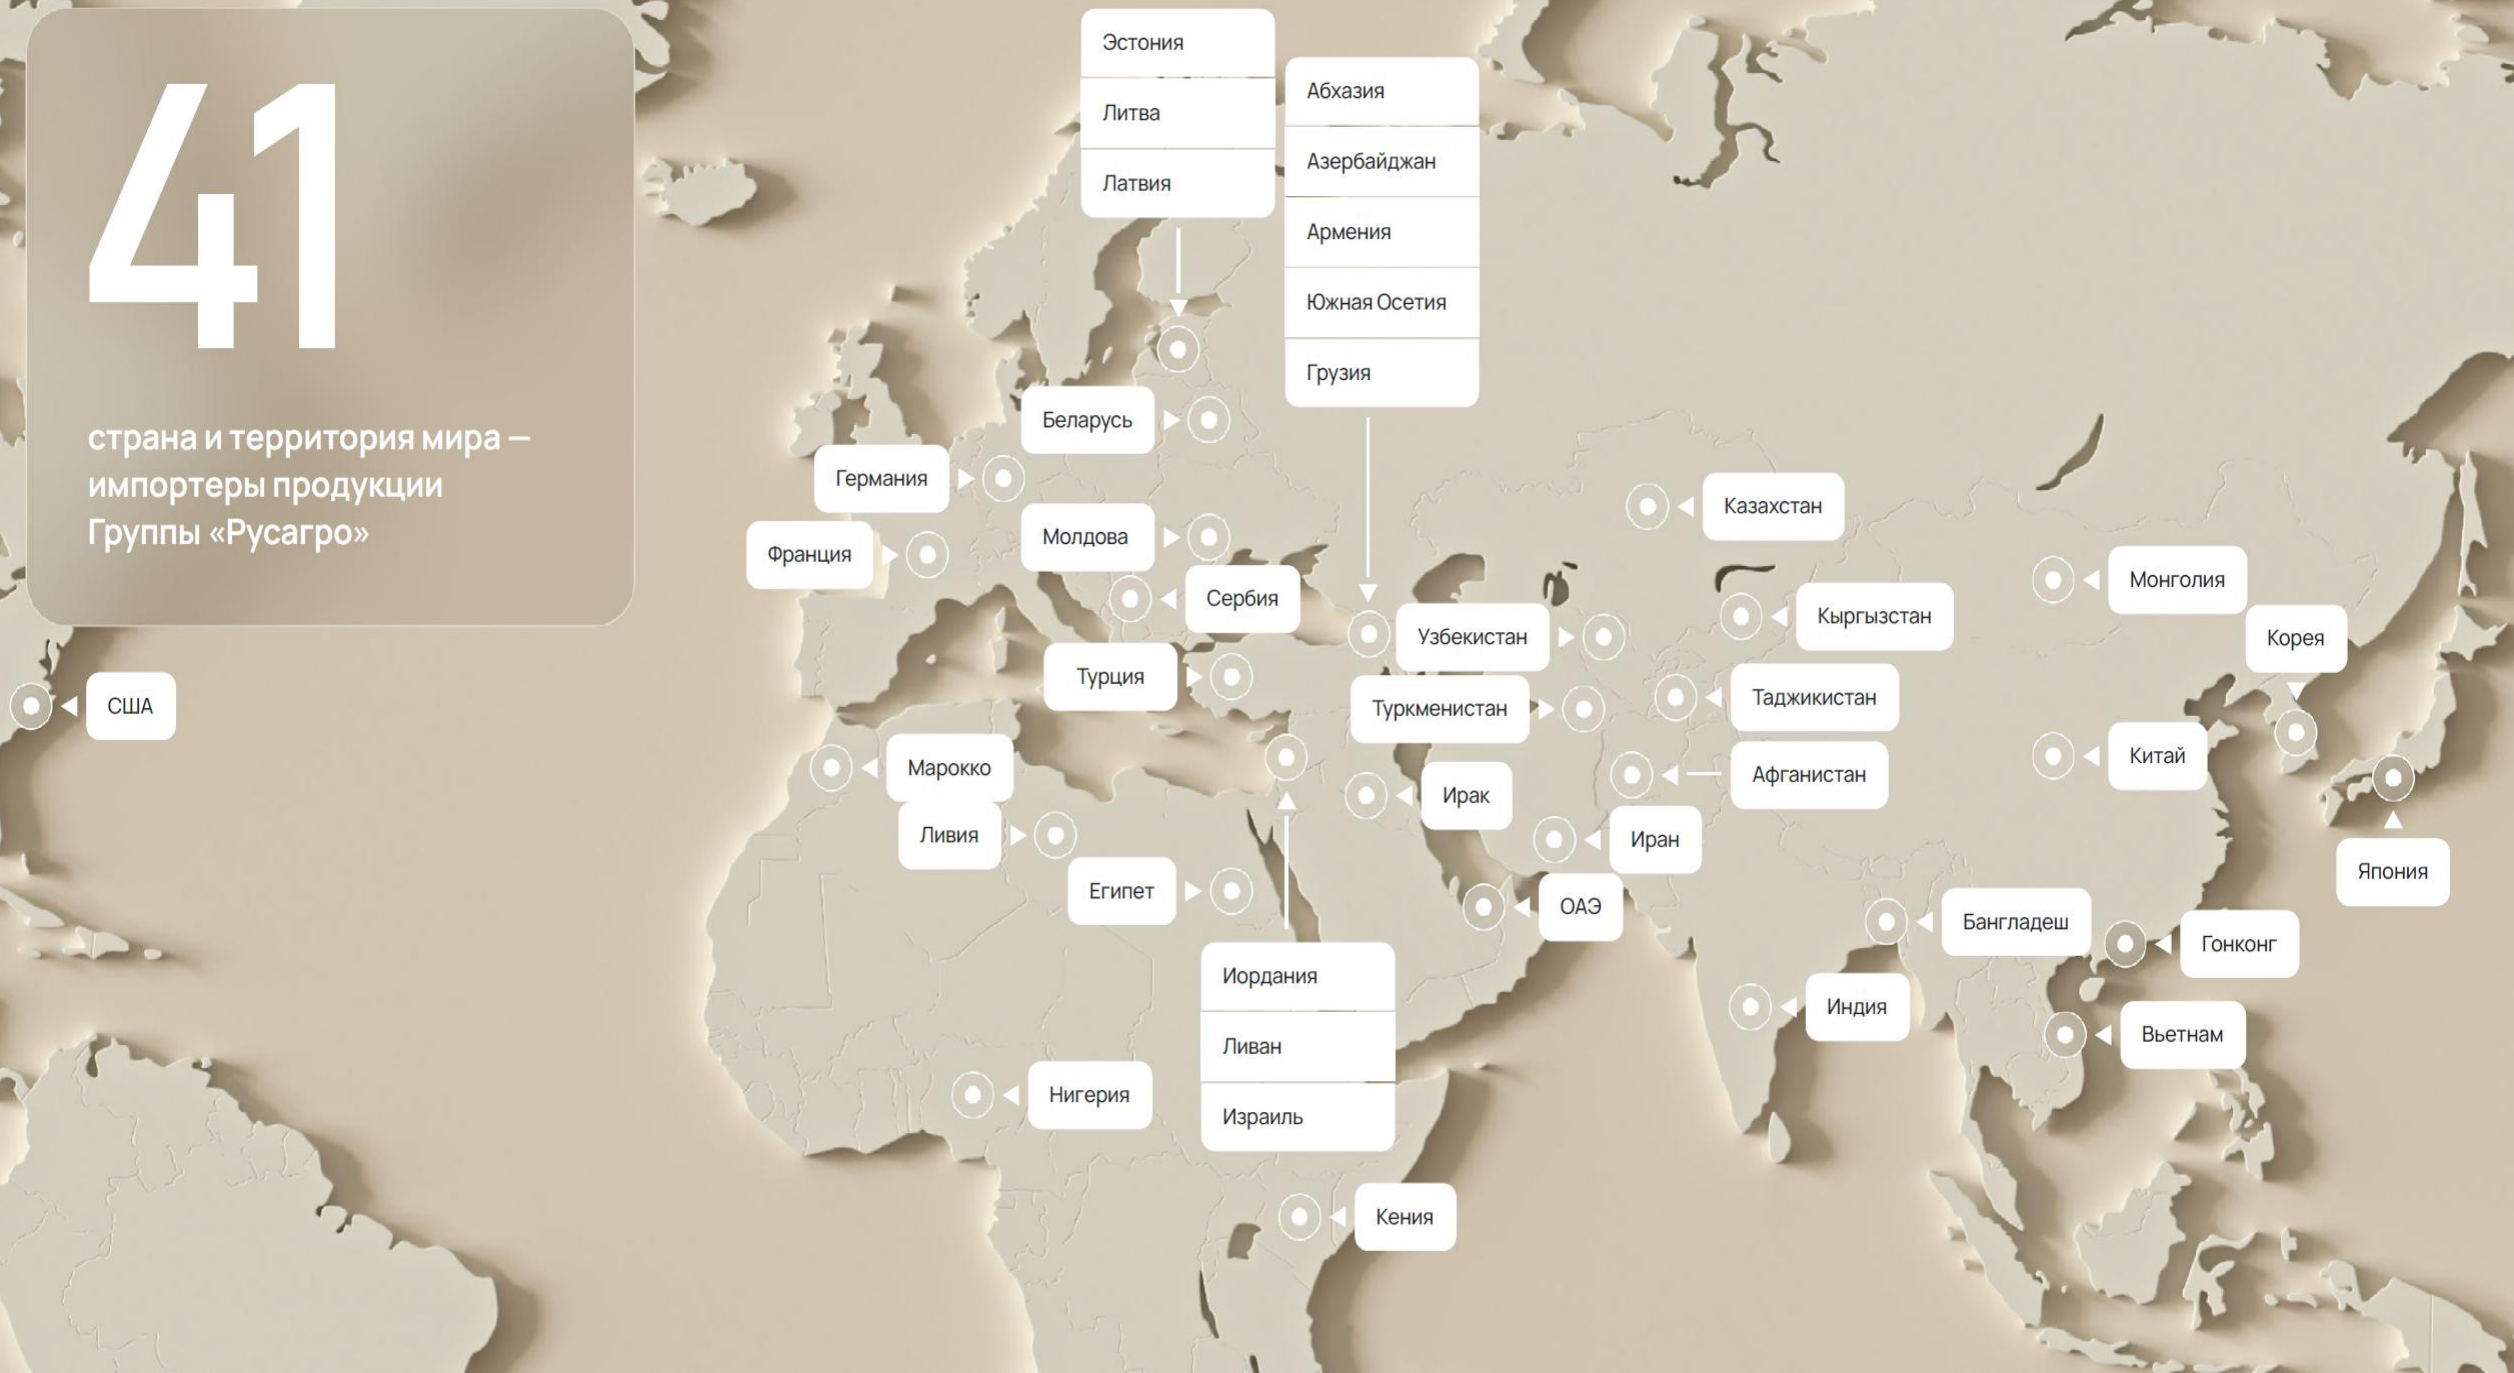 41
страна и территория мира —
импортеры продукции
Группы «Русагро»
Эстония
Литва
Латвия
Абхазия
Азербайджан
Армения
Южная Осетия
Грузия
Беларусь
Германия
Молдова
Франция
Сербия
Казахстан
Монголия
Узбекистан
Кыргызстан
Корея
Турция
США
Туркменистан
Таджикистан
Марокко
Афганистан
Китай
Ирак
Ливия
Иран
Япония
Египет
ОАЭ
Бангладеш
Гонконг
Иордания
Ливан
Израиль
Индия
Вьетнам
Нигерия
Кения